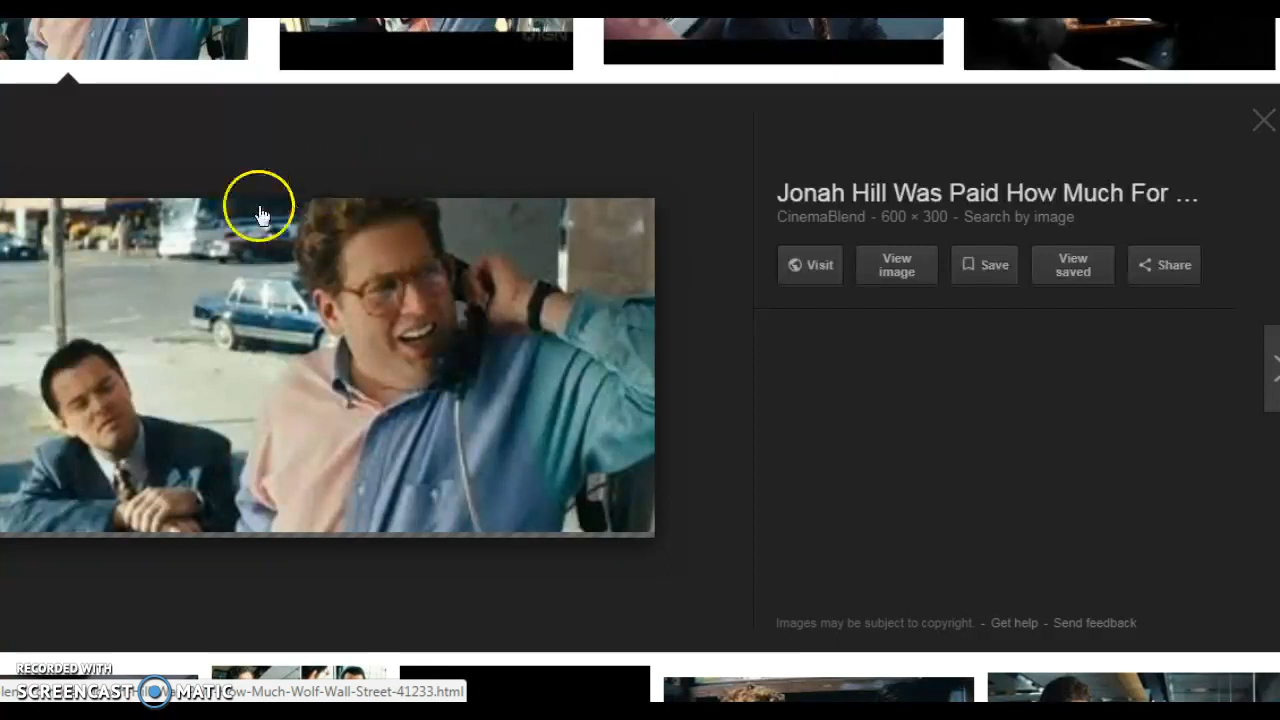 Jonah Hill Was Paid How Much For ...
CinemaBlend - 600 × 300 - Search by image
Visit
View image
Save
View saved
Share
Images may be subject to copyright. - Get help - Send feedback
RECORDED WITH
SCREENCAST MATIC
ow-Much-Wolf-Wall-Street-41233.html